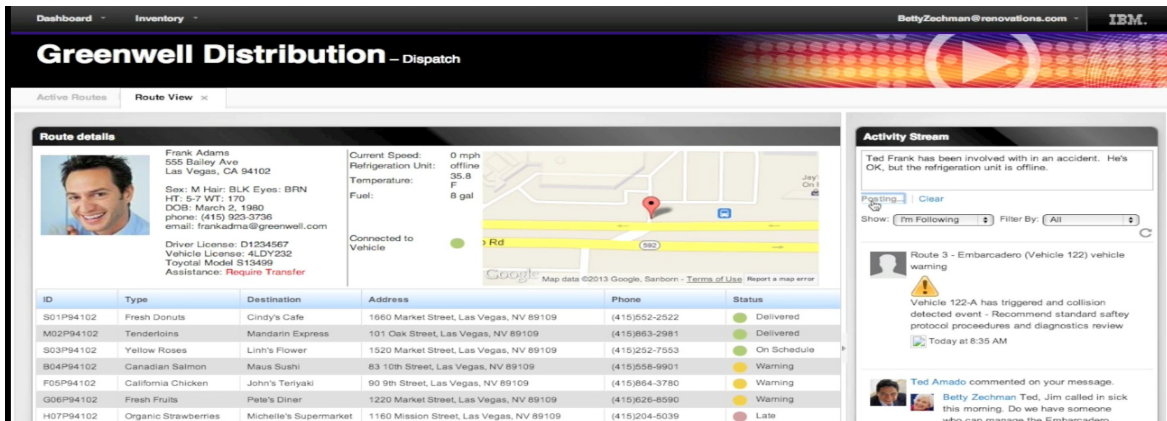 Dashboard
Inventory
BettyZechman@renovations.com
IBM.
Greenwell Distribution – Dispatch
Active Routes
Route View ×
Route details
Frank Adams
555 Bailey Ave
Las Vegas, CA 94102
Sex: M Hair: BLK Eyes: BRN
HT: 5-7 WT: 170
DOB: March 2, 1980
phone: (415) 923-3736
email: frankadma@greenwell.com
Driver License: D1234567
Vehicle License: 4LDY232
Toyotal Model S13499
Assistance: Require Transfer
Current Speed: 0 mph
Refrigeration Unit: offline
Temperature: 35.8 F
Fuel: 8 gal
Connected to Vehicle
Jay'
On
Rd
592
Google
Map data ©2013 Google, Sanborn - Terms of Use
Report a map error
ID Type Destination Address Phone Status
S01P94102 Fresh Donuts Cindy's Cafe 1660 Market Street, Las Vegas, NV 89109 (415)552-2522 Delivered
M02P94102 Tenderloins Mandarin Express 101 Oak Street, Las Vegas, NV 89109 (415)863-2981 Delivered
S03P94102 Yellow Roses Linh's Flower 1520 Market Street, Las Vegas, NV 89109 (415)252-7553 On Schedule
B04P94102 Canadian Salmon Maus Sushi 83 10th Street, Las Vegas, NV 89109 (415)558-9901 Warning
F05P94102 California Chicken John's Teriyaki 90 9th Street, Las Vegas, NV 89109 (415)864-3780 Warning
G06P94102 Fresh Fruits Pete's Diner 1220 Market Street, Las Vegas, NV 89109 (415)626-8590 Warning
H07P94102 Organic Strawberries Michelle's Supermarket 1160 Mission Street, Las Vegas, NV 89109 (415)204-5039 Late
Activity Stream
Ted Frank has been involved with in an accident. He's
OK, but the refrigeration unit is offline.
Posting... | Clear
Show: I'm Following Filter By: All
Route 3 - Embarcadero (Vehicle 122) vehicle
warning
Vehicle 122-A has triggered and collision
detected event - Recommend standard saftey
protocol proceedures and diagnostics review
Today at 8:35 AM
Ted Amado commented on your message.
Betty Zechman Ted, Jim called in sick
this morning. Do we have someone
who can manage the Embarcadero